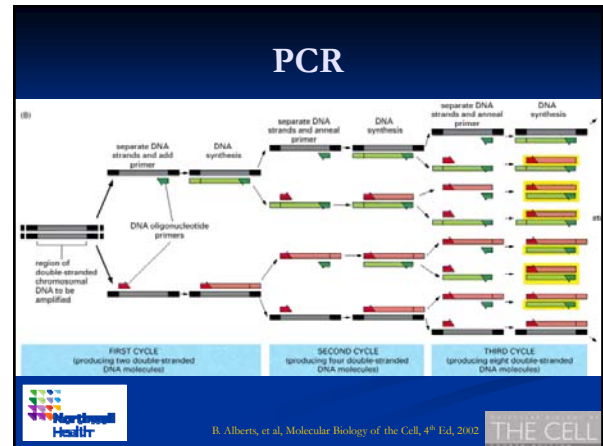 PCR
(B)
separate DNA
strands and add
primer
DNA
synthesis
separate DNA
strands and anneal
primer
DNA
synthesis
separate DNA
strands and anneal
primer
DNA
synthesis
DNA oligonucleotide
primers
region of
double-stranded
chromosomal
DNA to be
amplified
FIRST CYCLE
(producing two double-stranded
DNA molecules)
SECOND CYCLE
(producing four double-stranded
DNA molecules)
THIRD CYCLE
(producing eight double-stranded
DNA molecules)
Northwell
Health
B. Alberts, et al, Molecular Biology of the Cell, 4th Ed, 2002
THE CELL